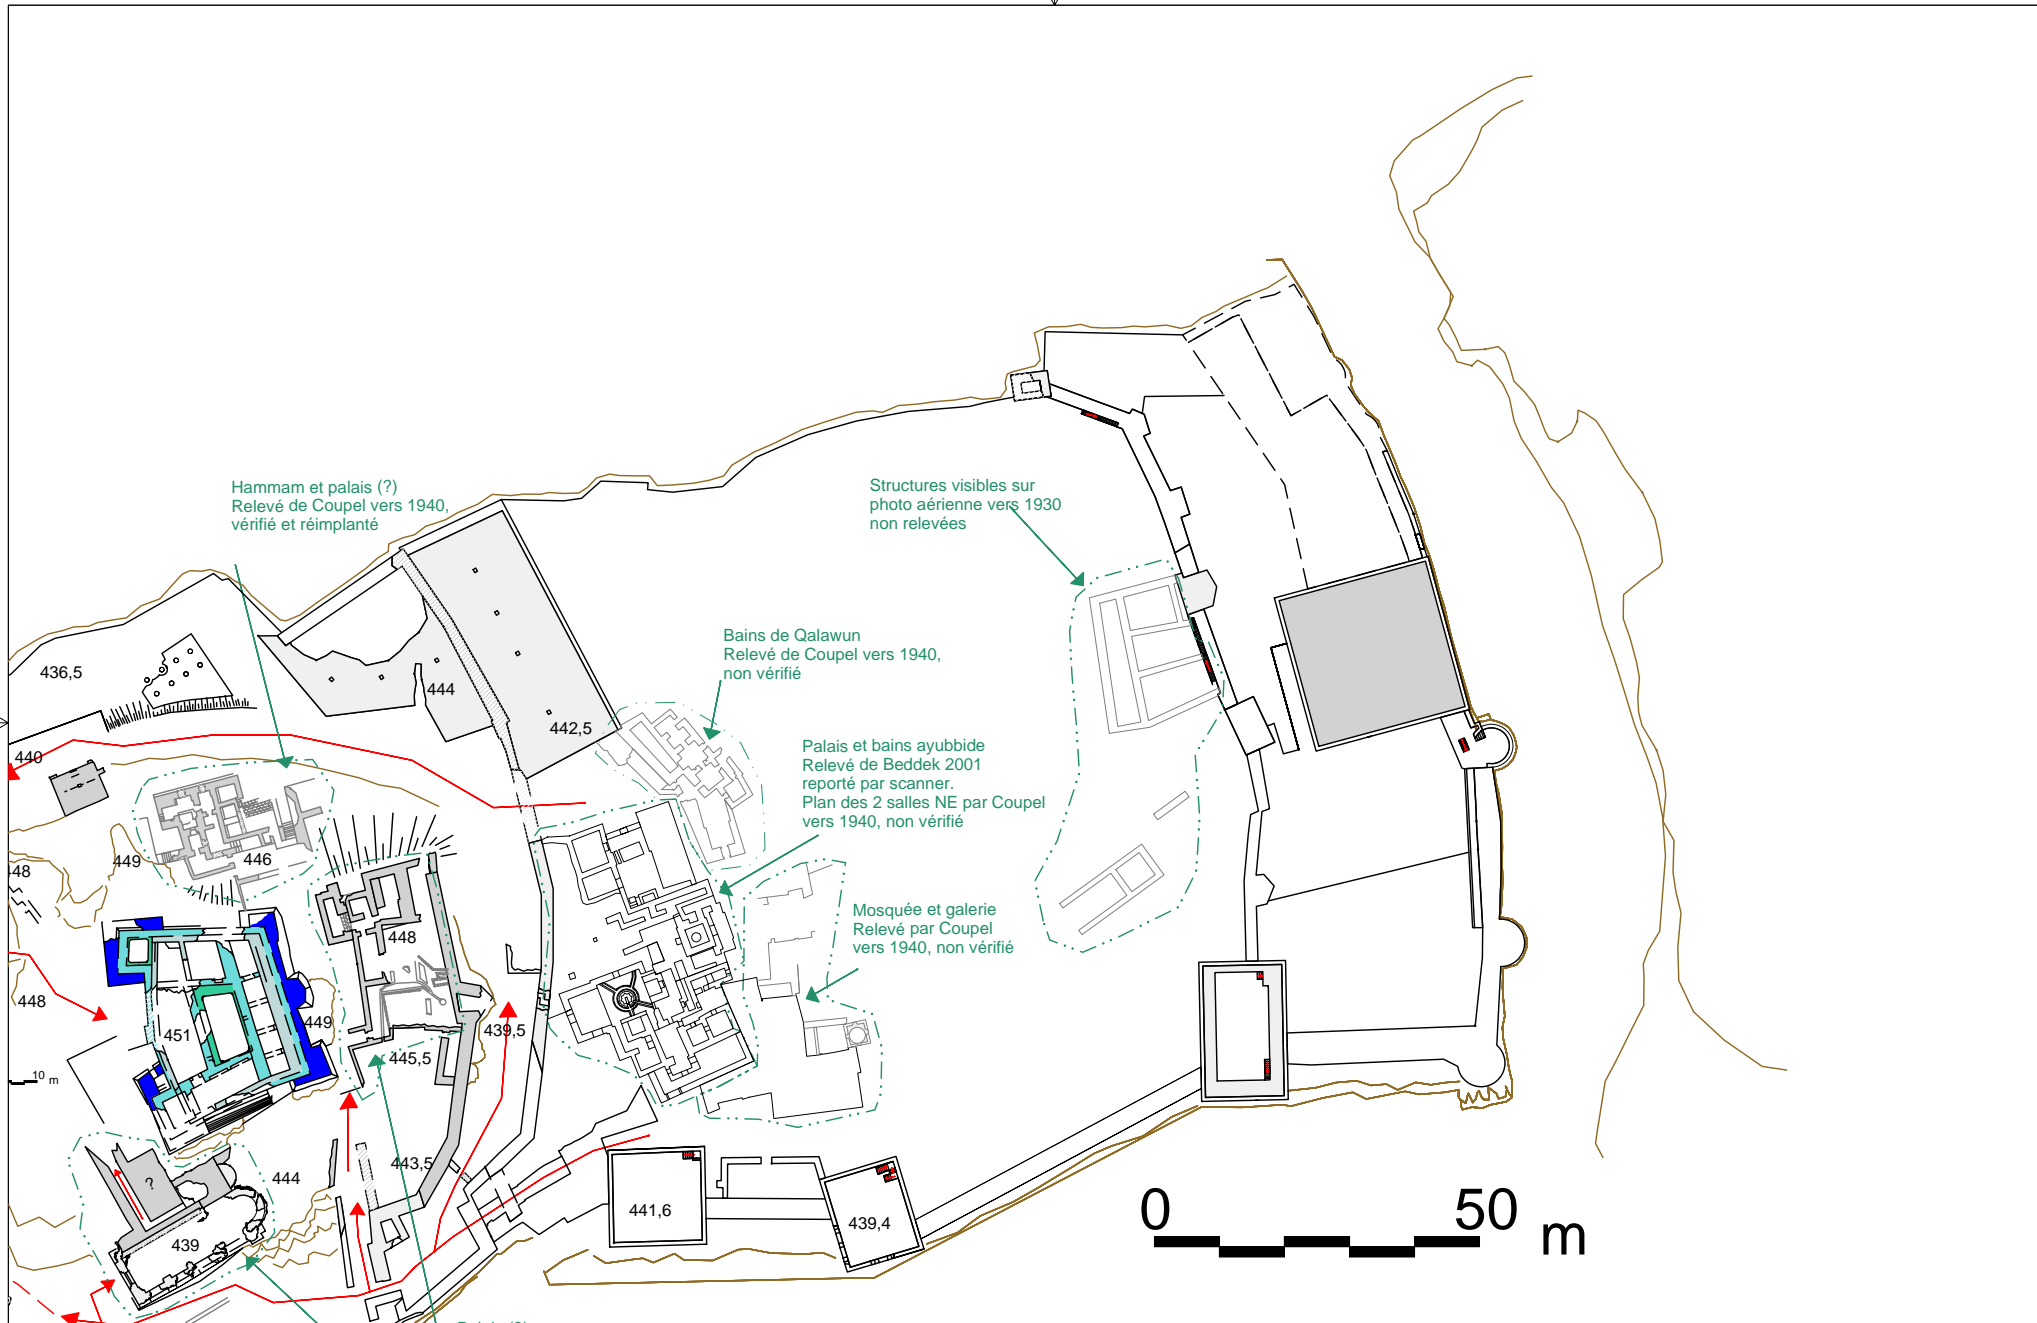 Hammam et palais (?)
Relevé de Coupel vers 1940,
vérifié et réimplanté
Structures visibles sur
photo aérienne vers 1930
non relevées
Bains de Qalawun
Relevé de Coupel vers 1940,
non vérifié
436,5
444
442,5
440
Palais et bains ayubbide
Relevé de Beddek 2001
reporté par scanner.
Plan des 2 salles NE par Coupel
vers 1940, non vérifié
449
446
48
Mosquée et galerie
Relevé par Coupel
vers 1940, non vérifié
448
448
449
451
439,5
445,5
10 m
443,5
444
?
441,6
439,4
439
0 50 m